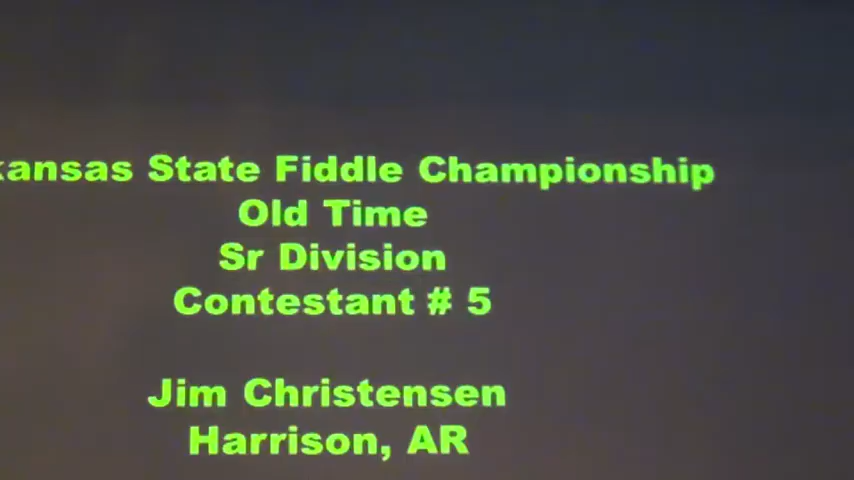 kansas State Fiddle Championship
Old Time
Sr Division
Contestant # 5
Jim Christensen
Harrison, AR